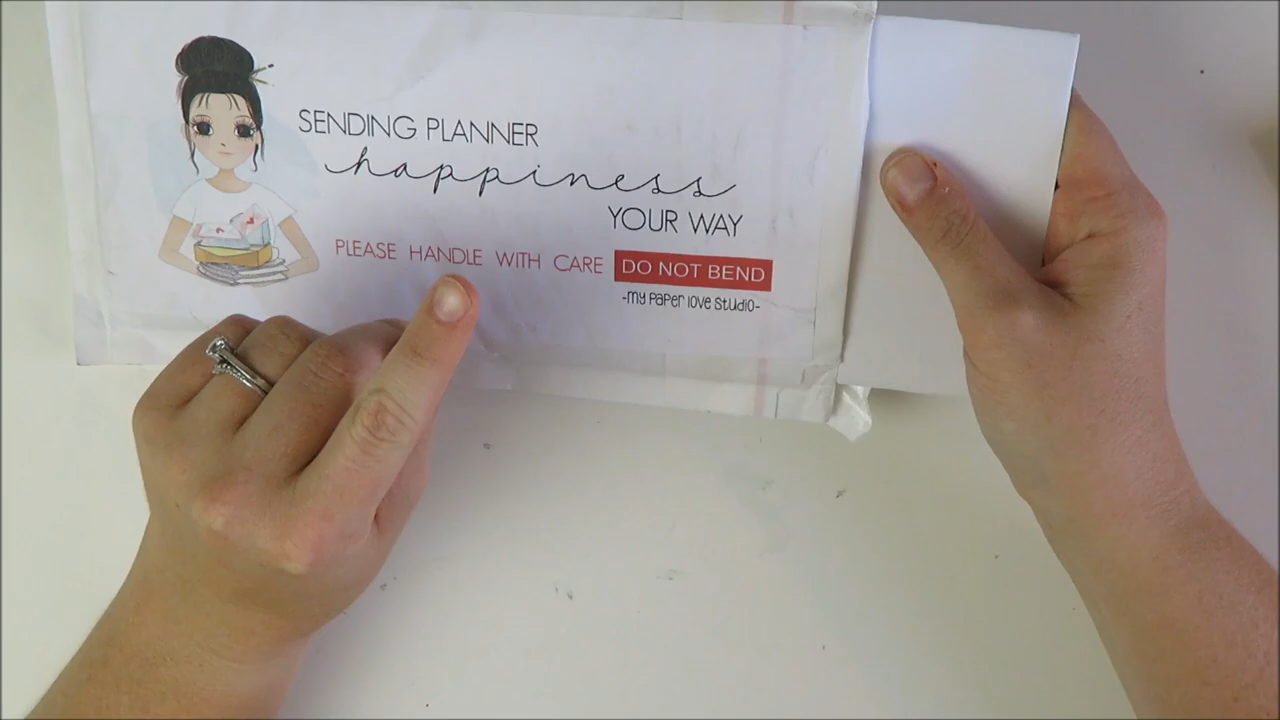 SENDING PLANNER
happiness
YOUR WAY
PLEASE HANDLE WITH CARE DO NOT BEND
-my paper love studio-